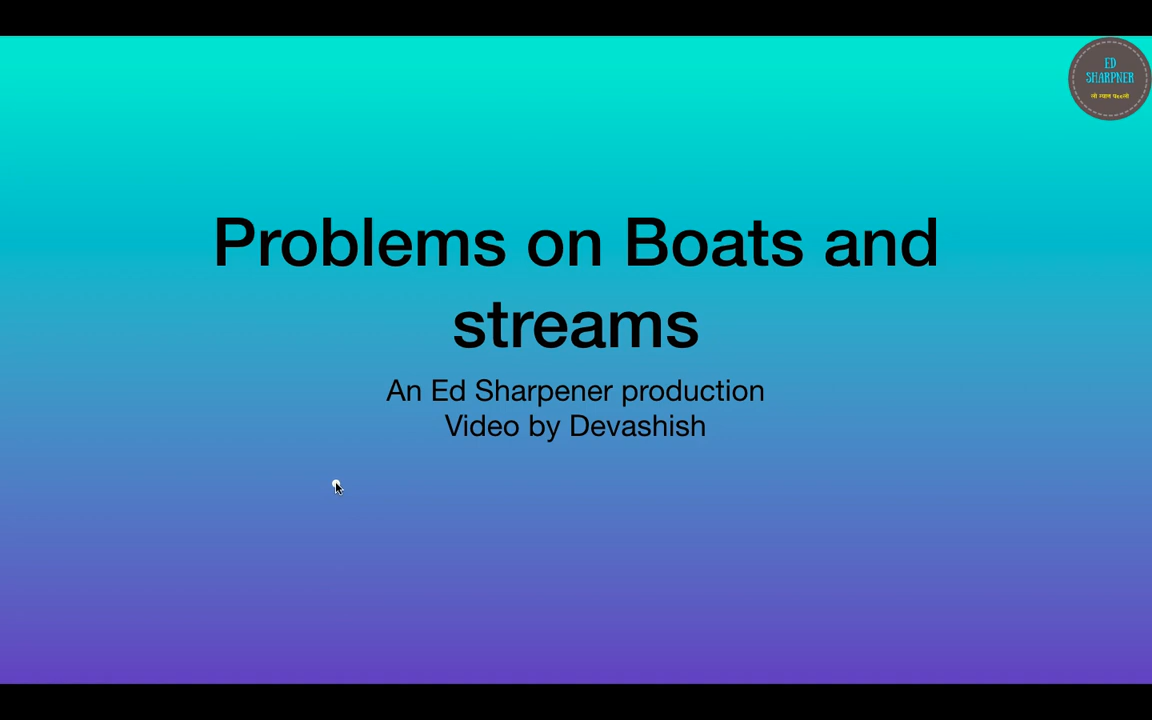 ED
SHARPNER
Problems on Boats and
streams
An Ed Sharpener production
Video by Devashish